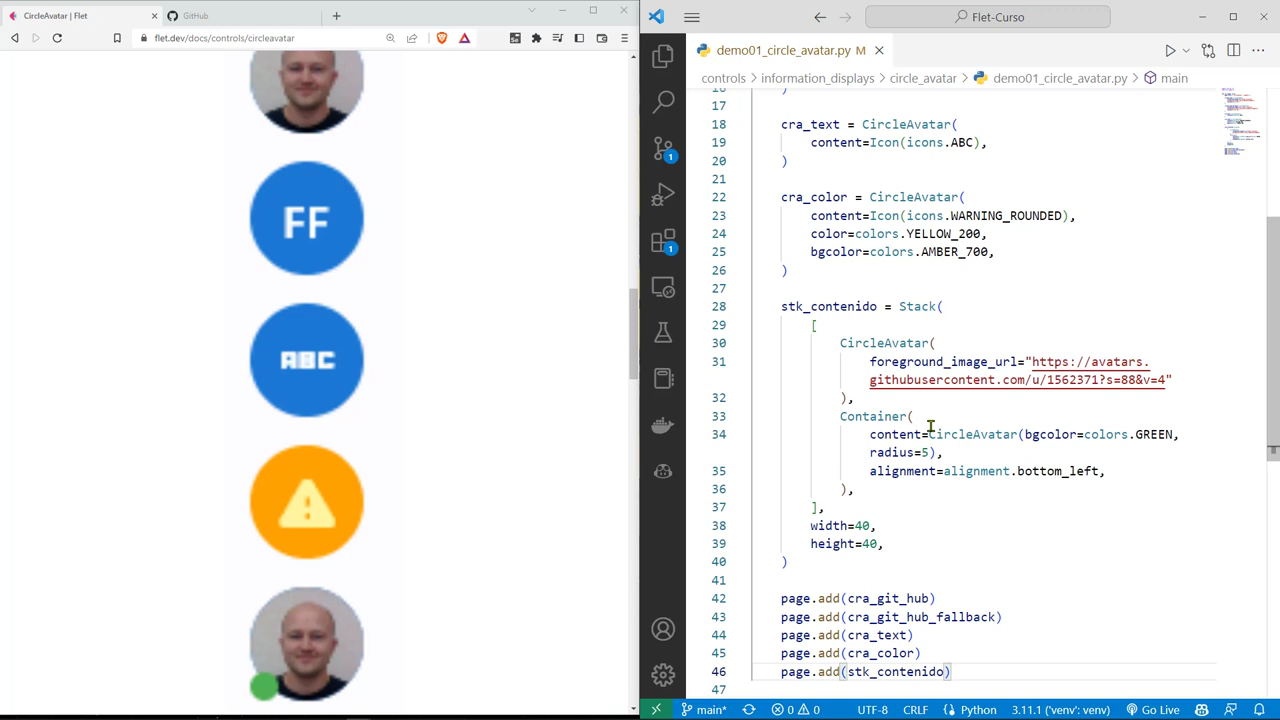 CircleAvatar | Flet
GitHub
flet.dev/docs/controls/circleavatar
FF
ABC
Flet-Curso
demo01_circle_avatar.py M
controls
information_displays
circle_avatar
demo01_circle_avatar.py
main
16 )
17
18 cra_text = CircleAvatar(
19 content=Icon(icons.ABC),
20 )
21
22 cra_color = CircleAvatar(
23 content=Icon(icons.WARNING_ROUNDED),
24 color=colors.YELLOW_200,
25 bgcolor=colors.AMBER_700,
26 )
27
28 stk_contenido = Stack(
29 [
30 CircleAvatar(
31 foreground_image_url="https://avatars.
githubusercontent.com/u/1562371?s=88&v=4"
32 ),
33 Container(
34 content=CircleAvatar(bgcolor=colors.GREEN,
radius=5),
35 alignment=alignment.bottom_left,
36 ),
37 ],
38 width=40,
39 height=40,
40 )
41
42 page.add(cra_git_hub)
43 page.add(cra_git_hub_fallback)
44 page.add(cra_text)
45 page.add(cra_color)
46 page.add(stk_contenido)
47
1
1
main* 0 0 UTF-8 CRLF Python 3.11.1 ('venv': venv) Go Live